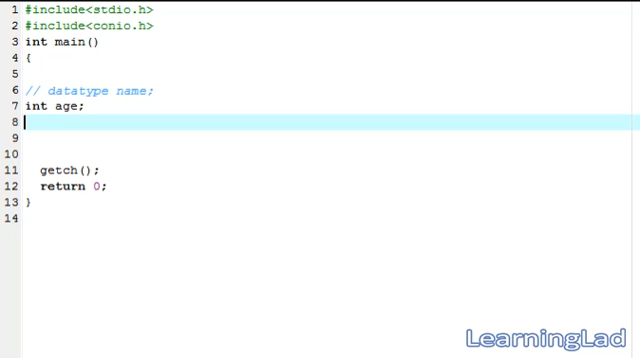 1 #include<stdio.h>
2 #include<conio.h>
3 int main()
4 {
5
6 // datatype name;
7 int age;
8
9
10
11 getch();
12 return 0;
13 }
14
LearningLad